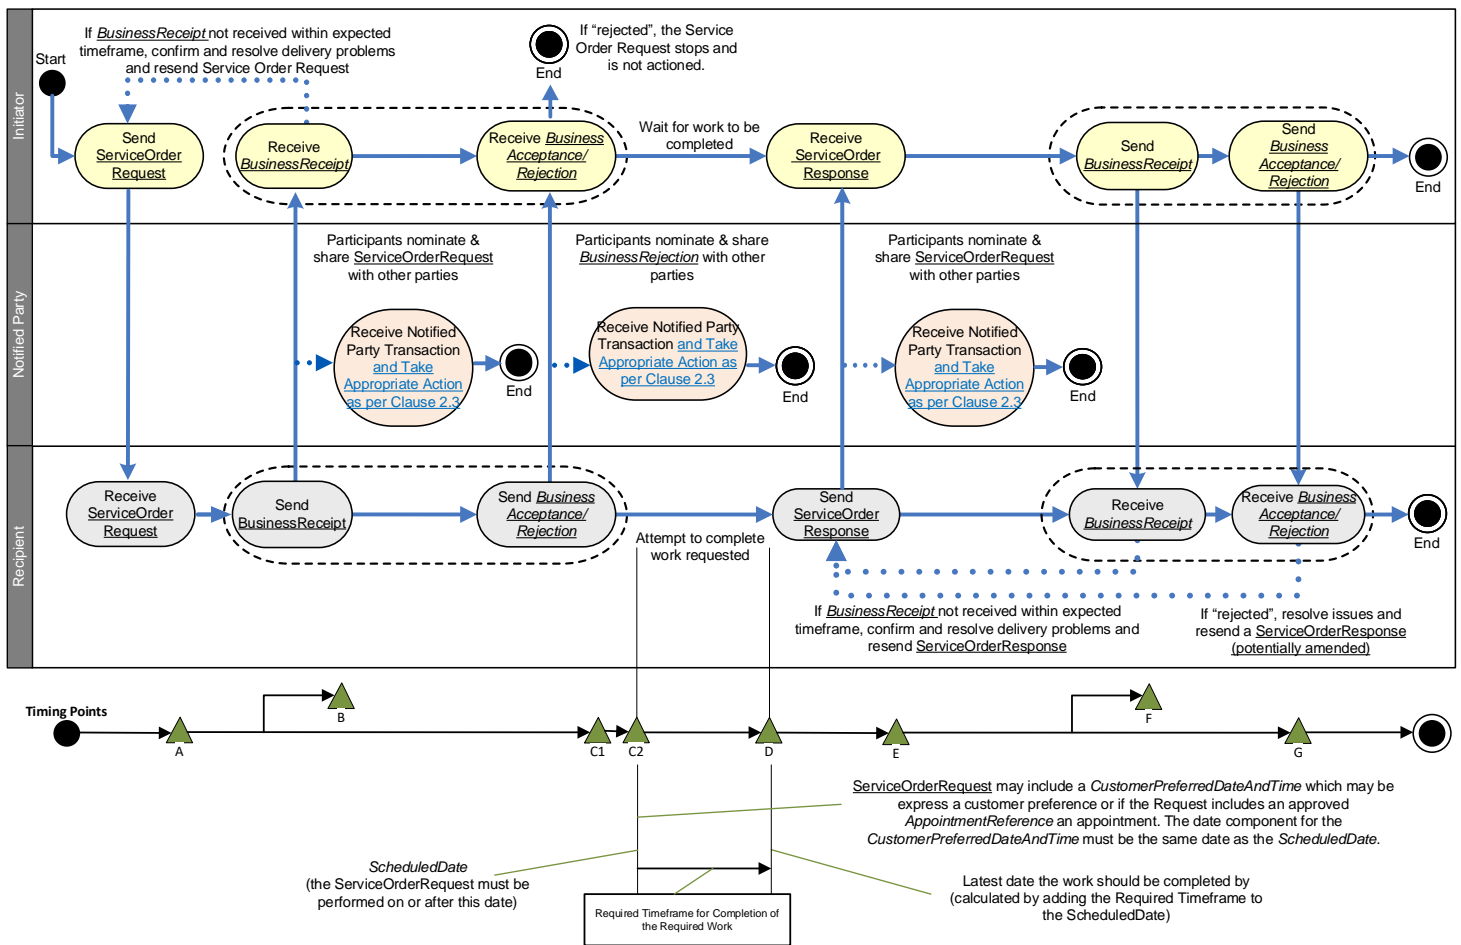 Initiator
If BusinessReceipt not received within expected
timeframe, confirm and resolve delivery problems
and resend Service Order Request
Start
If “rejected”, the Service
Order Request stops and
is not actioned.
End
Send
ServiceOrder
Request
Receive
BusinessReceipt
Receive Business
Acceptance/
Rejection
Wait for work to be
completed
Receive
ServiceOrder
Response
Send
BusinessReceipt
Send
Business
Acceptance/
Rejection
End
Notified Party
Participants nominate &
share ServiceOrderRequest
with other parties
Participants nominate & share
BusinessRejection with other
parties
Participants nominate &
share ServiceOrderRequest
with other parties
Receive Notified
Party Transaction
and Take
Appropriate Action
as per Clause 2.3
End
Receive Notified Party
Transaction and Take
Appropriate Action as
per Clause 2.3
End
Receive Notified
Party Transaction
and Take
Appropriate Action
as per Clause 2.3
End
Recipient
Receive
ServiceOrder
Request
Send
BusinessReceipt
Send Business
Acceptance/
Rejection
Attempt to complete
work requested
Send
ServiceOrder
Response
Receive
BusinessReceipt
Receive Business
Acceptance/
Rejection
End
If BusinessReceipt not received within expected
timeframe, confirm and resolve delivery problems and
resend ServiceOrderResponse
If “rejected”, resolve issues and
resend a ServiceOrderResponse
(potentially amended)
Timing Points
A
B
C1
C2
D
E
F
G
ServiceOrderRequest may include a CustomerPreferredDateAndTime which may be
express a customer preference or if the Request includes an approved
AppointmentReference an appointment. The date component for the
CustomerPreferredDateAndTime must be the same date as the ScheduledDate.
ScheduledDate
(the ServiceOrderRequest must be
performed on or after this date)
Latest date the work should be completed by
(calculated by adding the Required Timeframe to
the ScheduledDate)
Required Timeframe for Completion of
the Required Work